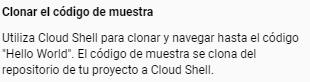 Clonar el código de muestra
Utiliza Cloud Shell para clonar y navegar hasta el código
"Hello World". El código de muestra se clona del
repositorio de tu proyecto a Cloud Shell.